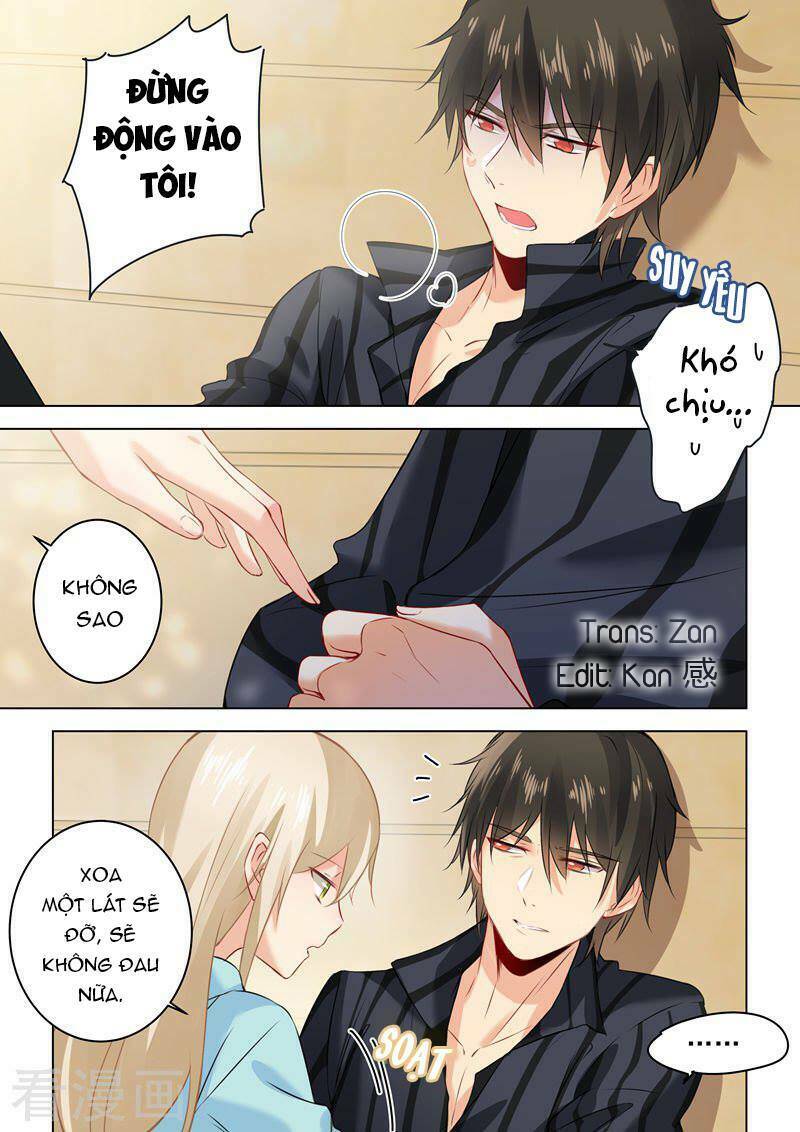 ĐỪNG
ĐỘNG VÀO
TÔI!
SUY YẾU
Khó
chịu...
KHÔNG
SAO
Trans: Zan
Edit: Kan 感
XOA
MỘT LÁT SẼ
ĐỠ, SẼ
KHÔNG ĐAU
NỮA.
SOẠT
......
看漫画